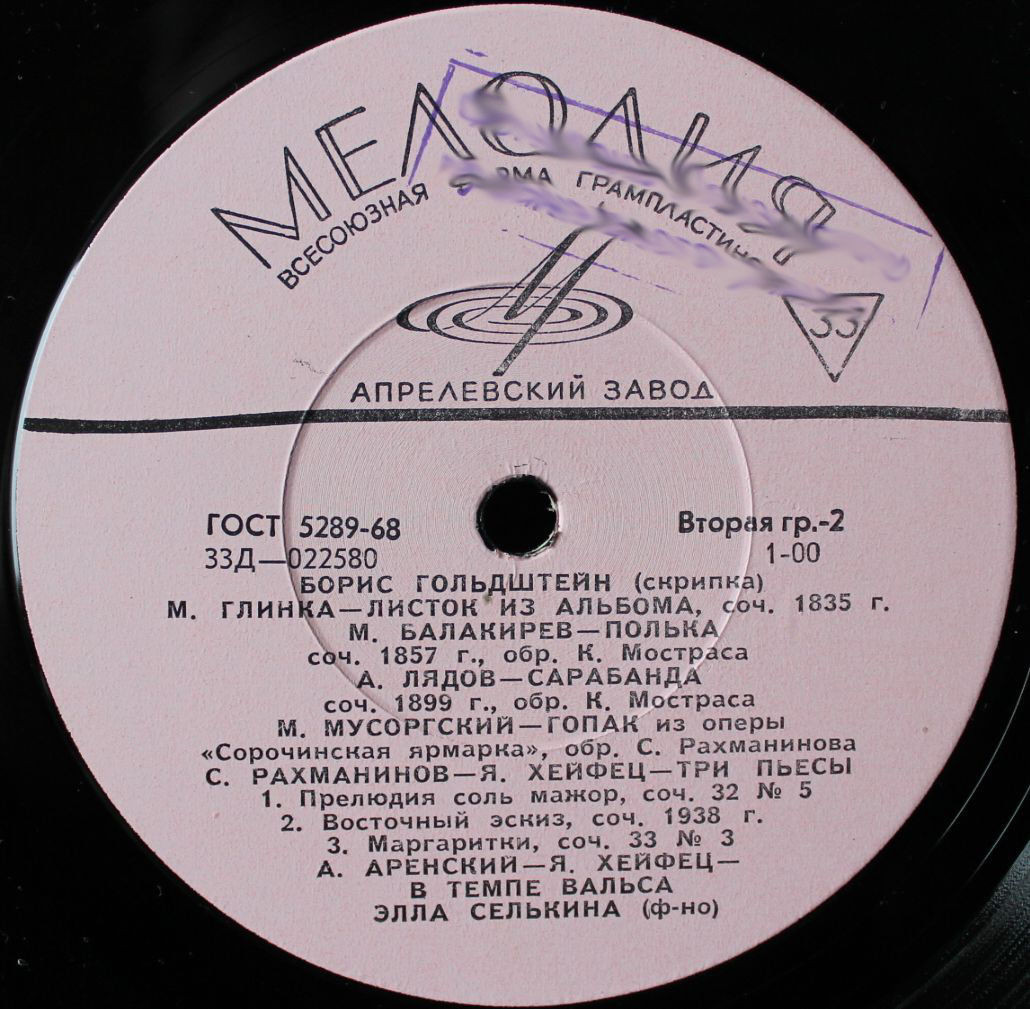 МЕЛОДИЯ
ВСЕСОЮЗНАЯ ФИРМА ГРАМПЛАСТИНОК
33
АПРЕЛЕВСКИЙ ЗАВОД
ГОСТ 5289-68
Вторая гр.-2
33Д—022580
1-00
БОРИС ГОЛЬДШТЕЙН (скрипка)
М. ГЛИНКА—ЛИСТОК ИЗ АЛЬБОМА, соч. 1835 г.
М. БАЛАКИРЕВ—ПОЛЬКА
соч. 1857 г., обр. К. Мостраса
А. ЛЯДОВ—САРАБАНДА
соч. 1899 г., обр. К. Мостраса
М. МУСОРГСКИЙ—ГОПАК из оперы
«Сорочинская ярмарка», обр. С. Рахманинова
С. РАХМАНИНОВ—Я. ХЕЙФЕЦ—ТРИ ПЬЕСЫ
1. Прелюдия соль мажор, соч. 32 № 5
2. Восточный эскиз, соч. 1938 г.
3. Маргаритки, соч. 33 № 3
А. АРЕНСКИЙ—Я. ХЕЙФЕЦ—
В ТЕМПЕ ВАЛЬСА
ЭЛЛА СЕЛЬКИНА (ф-но)